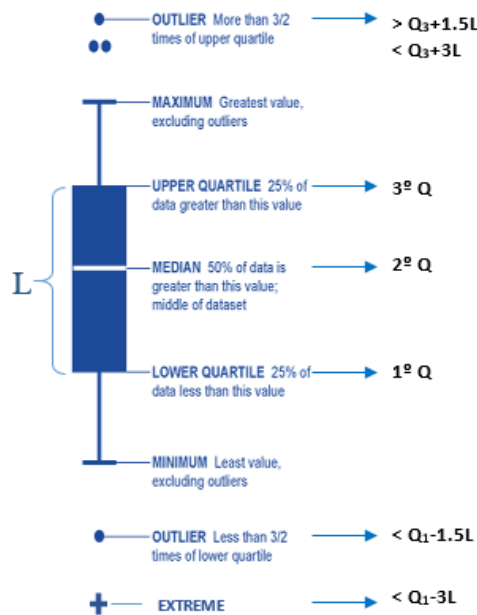 OUTLIER More than 3/2
times of upper quartile
> Q₃+1.5L
< Q₃+3L
MAXIMUM Greatest value,
excluding outliers
UPPER QUARTILE 25% of
data greater than this value
3º Q
L
MEDIAN 50% of data is
greater than this value;
middle of dataset
2º Q
LOWER QUARTILE 25% of
data less than this value
1º Q
MINIMUM Least value,
excluding outliers
OUTLIER Less than 3/2
times of lower quartile
< Q₁-1.5L
EXTREME
< Q₁-3L